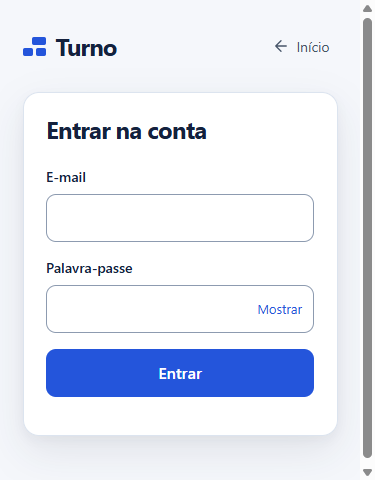 Turno
Início
Entrar na conta
E-mail
Palavra-passe
Mostrar
Entrar